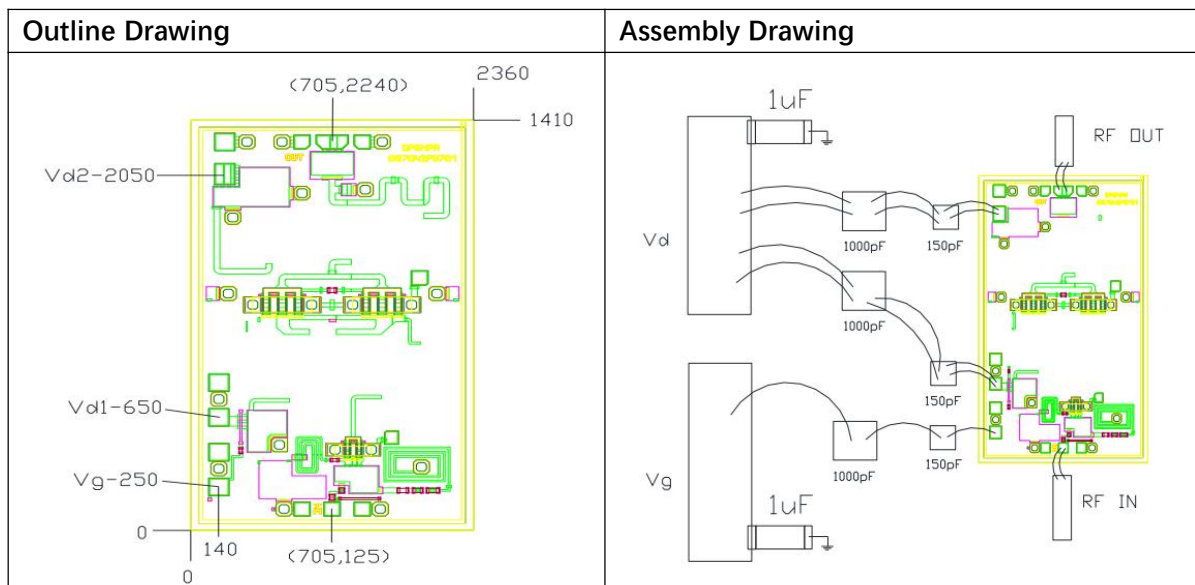 Outline Drawing
Assembly Drawing
2360
(705,2240)
1410
OUT
Vd2-2050
Vd1-650
Vg-250
0
140
(705,125)
0
1uF
RF OUT
Vd
1000pF
150pF
1000pF
150pF
1000pF
150pF
Vg
1uF
RF IN